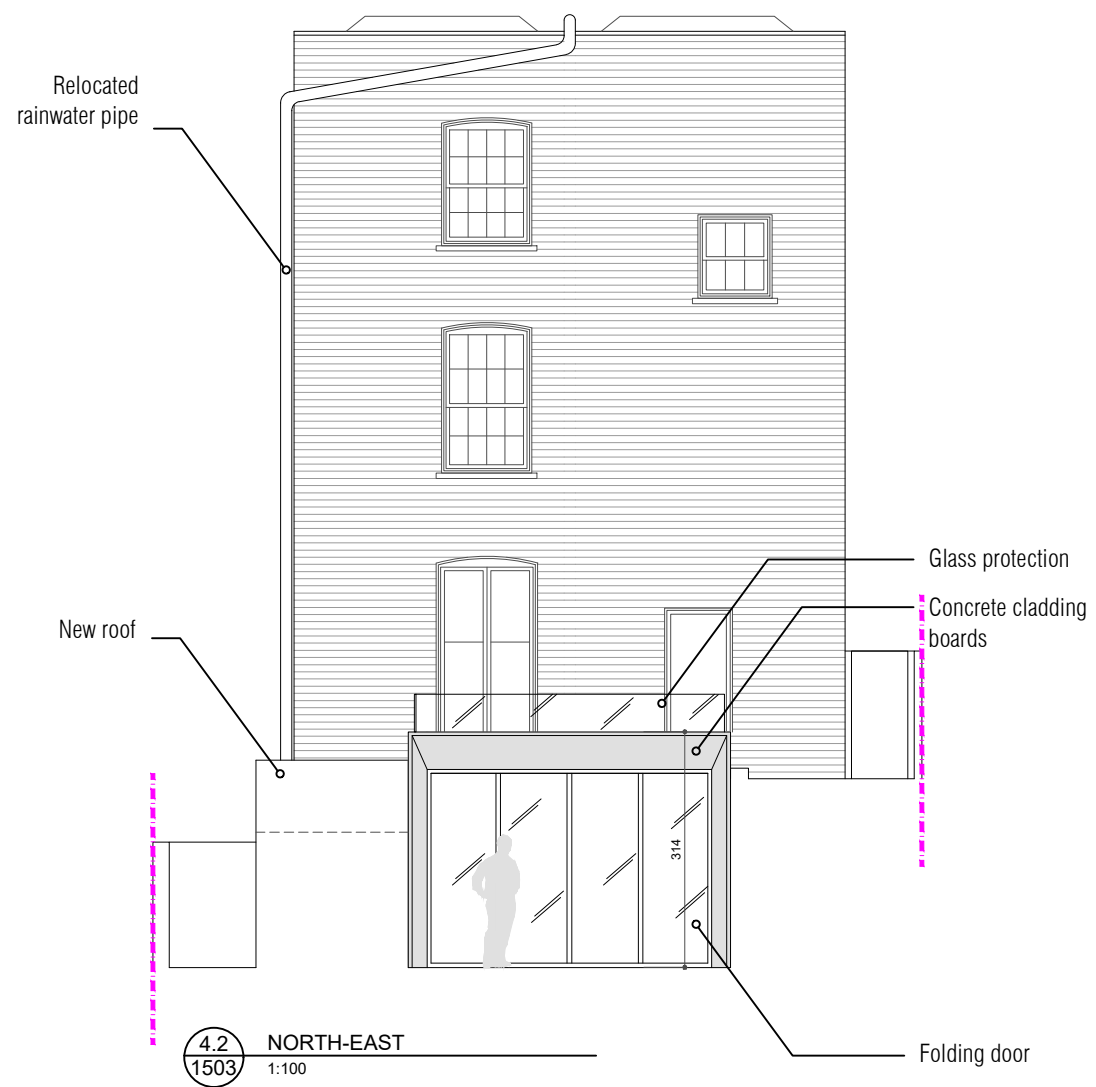 Relocated
rainwater pipe
Glass protection
Concrete cladding
boards
New roof
314
4.2
1503
NORTH-EAST
1:100
Folding door